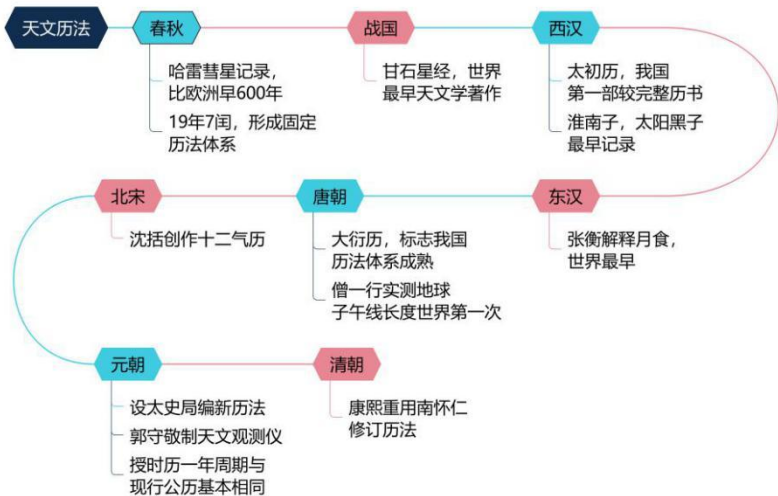 天文历法
春秋
哈雷彗星记录，
比欧洲早600年
19年7闰，形成固定
历法体系
战国
甘石星经，世界
最早天文学著作
西汉
太初历，我国
第一部较完整历书
淮南子，太阳黑子
最早记录
东汉
张衡解释月食，
世界最早
唐朝
大衍历，标志我国
历法体系成熟
僧一行实测地球
子午线长度世界第一次
北宋
沈括创作十二气历
元朝
设太史局编新历法
郭守敬制天文观测仪
授时历一年周期与
现行公历基本相同
清朝
康熙重用南怀仁
修订历法